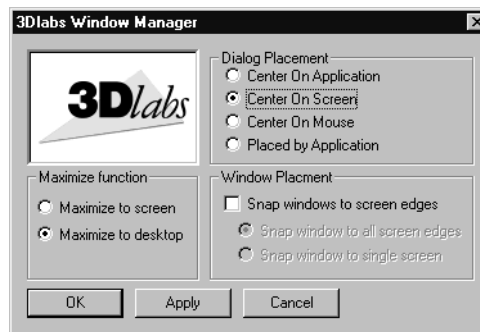 3Dlabs Window Manager
3Dlabs
Dialog Placement
Center On Application
Center On Screen
Center On Mouse
Placed by Application
Maximize function
Maximize to screen
Maximize to desktop
Window Placment
Snap windows to screen edges
Snap window to all screen edges
Snap window to single screen
OK
Apply
Cancel